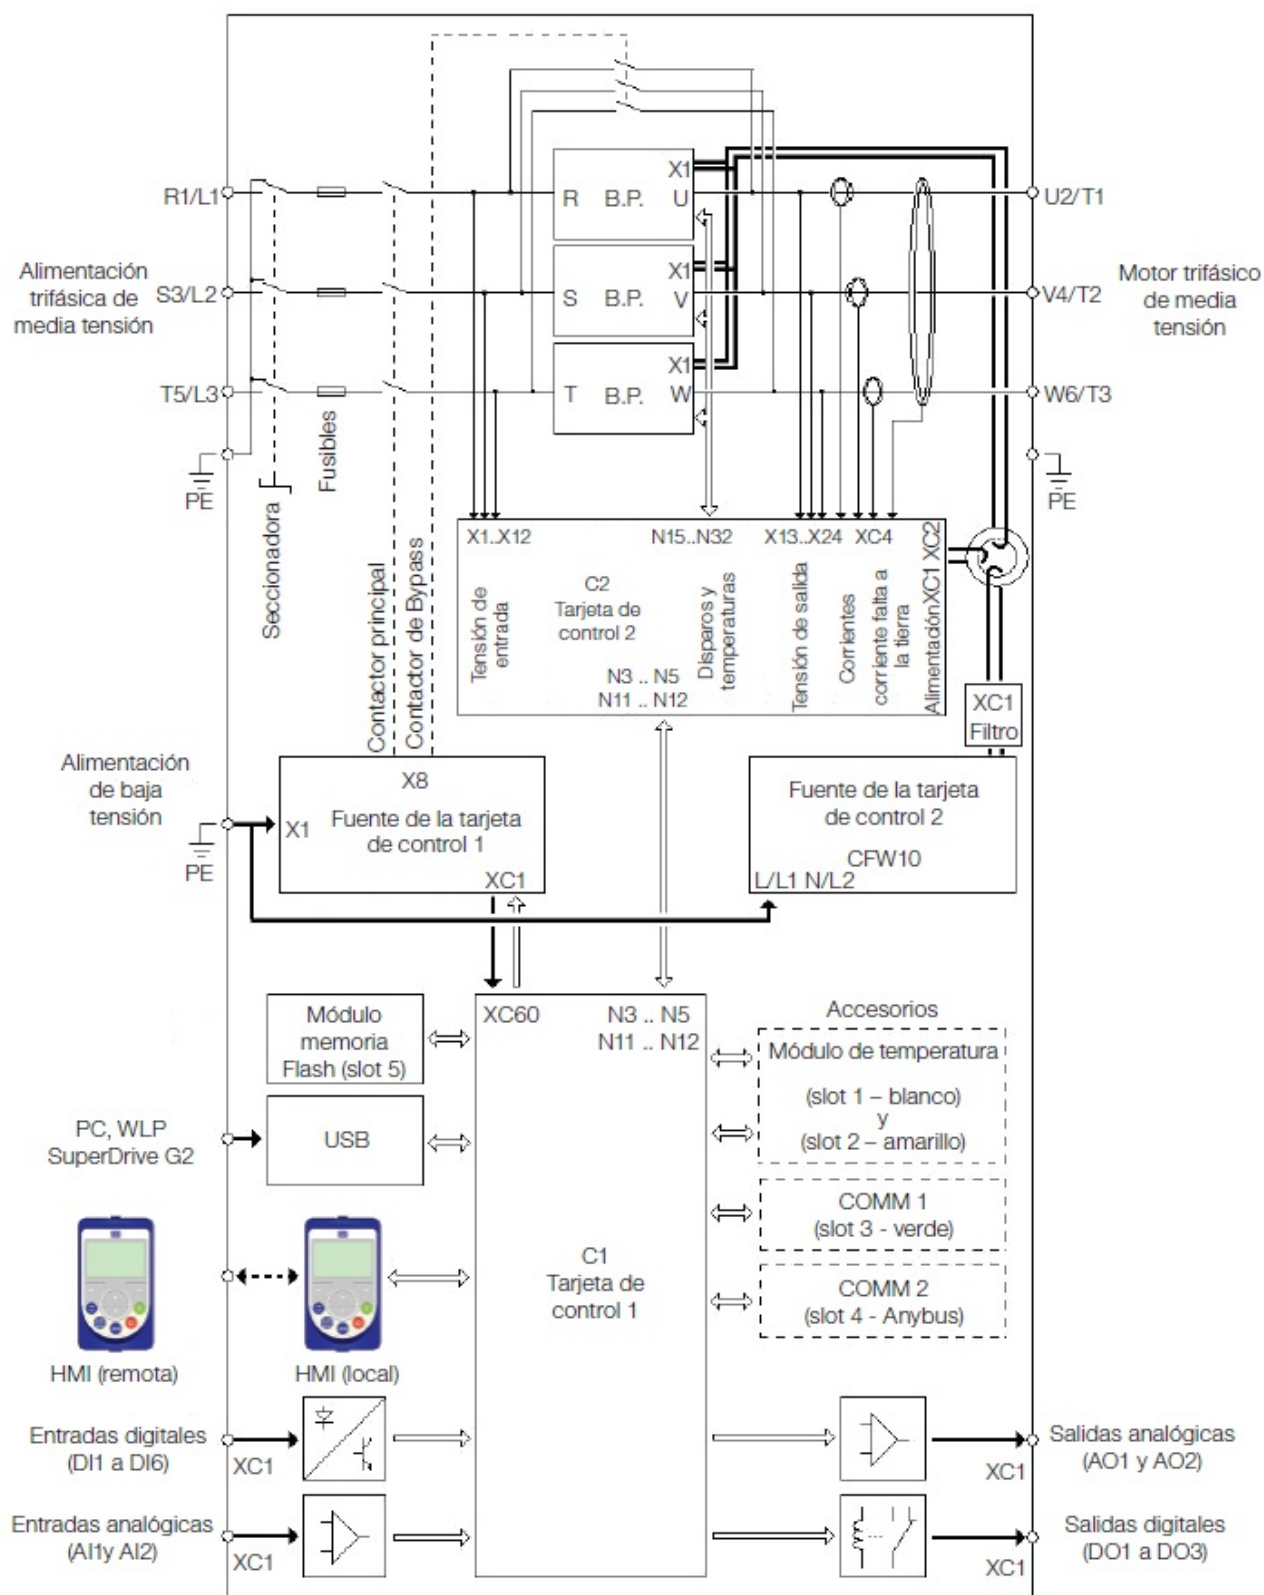 R1/L1
R
B.P.
X1
U
U2/T1
Alimentación
trifásica de
media tensión
S3/L2
S
B.P.
X1
V
V4/T2
Motor trifásico
de media
tensión
T5/L3
T
B.P.
X1
W
W6/T3
PE
PE
Seccionadora
Fusibles
Contactor principal
Contactor de Bypass
X1..X12
N15..N32
X13..X24
XC4
Alimentación XC1 XC2
Tensión de
entrada
C2
Tarjeta de
control 2
N3 .. N5
N11 .. N12
Disparos y
temperaturas
Tensión de salida
Corrientes
corriente falta a
la tierra
XC1
Filtro
Alimentación
de baja
tensión
PE
X8
X1
Fuente de la tarjeta
de control 1
XC1
Fuente de la tarjeta
de control 2
CFW10
L/L1 N/L2
XC60
N3 .. N5
N11 .. N12
Módulo
memoria
Flash (slot 5)
Accesorios
Módulo de temperatura
(slot 1 – blanco)
y
(slot 2 – amarillo)
PC, WLP
SuperDrive G2
USB
COMM 1
(slot 3 - verde)
C1
Tarjeta de
control 1
COMM 2
(slot 4 - Anybus)
HMI (remota)
HMI (local)
Entradas digitales
(DI1 a DI6)
XC1
Salidas analógicas
(AO1 y AO2)
XC1
Entradas analógicas
(AI1y AI2)
XC1
Salidas digitales
(DO1 a DO3)
XC1